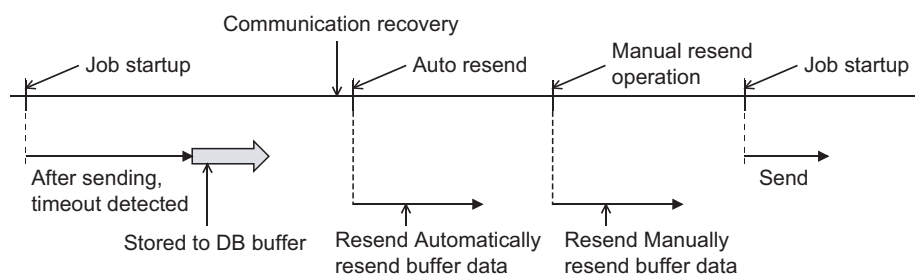 Communication recovery
Job startup
Auto resend
Manual resend
operation
Job startup
After sending,
timeout detected
Stored to DB buffer
Resend Automatically
resend buffer data
Resend Manually
resend buffer data
Send